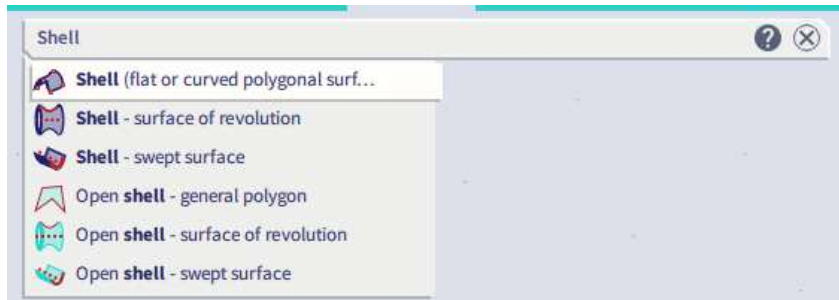 Shell
Shell (flat or curved polygonal surf...
Shell - surface of revolution
Shell - swept surface
Open shell - general polygon
Open shell - surface of revolution
Open shell - swept surface